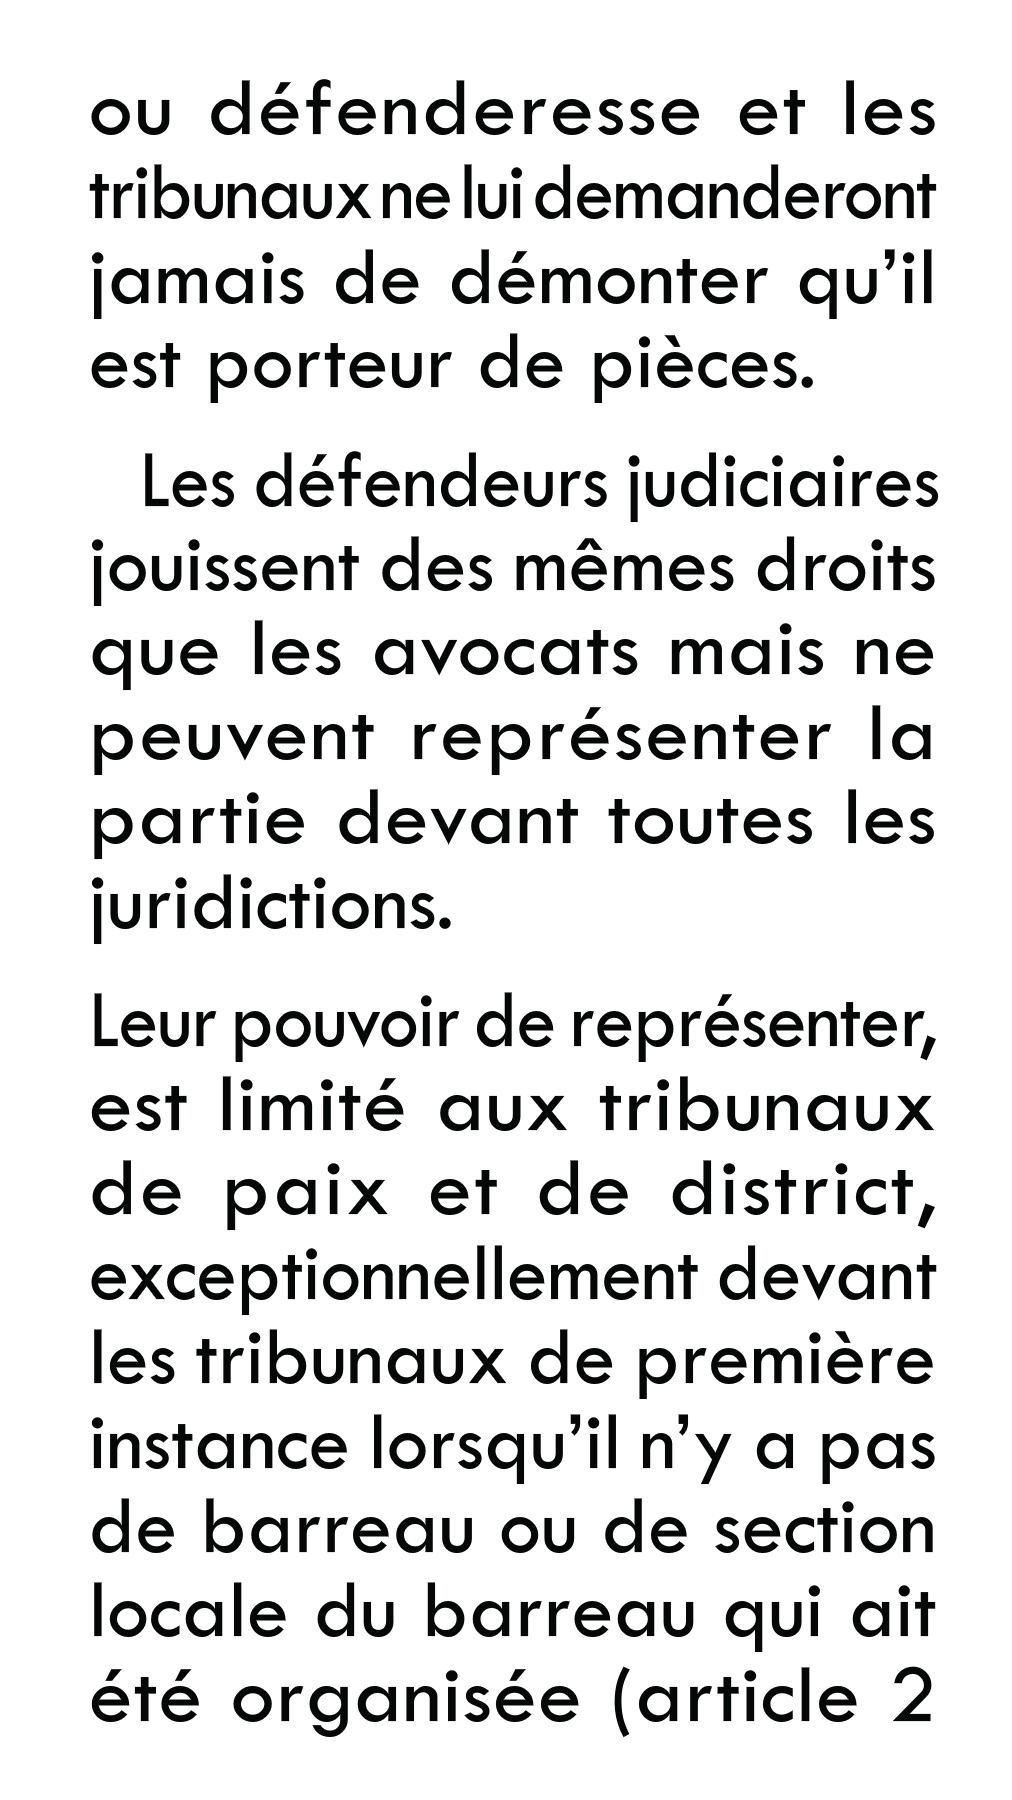 ou défenderesse et les
tribunaux ne lui demanderont
jamais de démonter qu’il
est porteur de pièces.
Les défendeurs judiciaires
jouissent des mêmes droits
que les avocats mais ne
peuvent représenter la
partie devant toutes les
juridictions.
Leur pouvoir de représenter,
est limité aux tribunaux
de paix et de district,
exceptionnellement devant
les tribunaux de première
instance lorsqu’il n’y a pas
de barreau ou de section
locale du barreau qui ait
été organisée (article 2